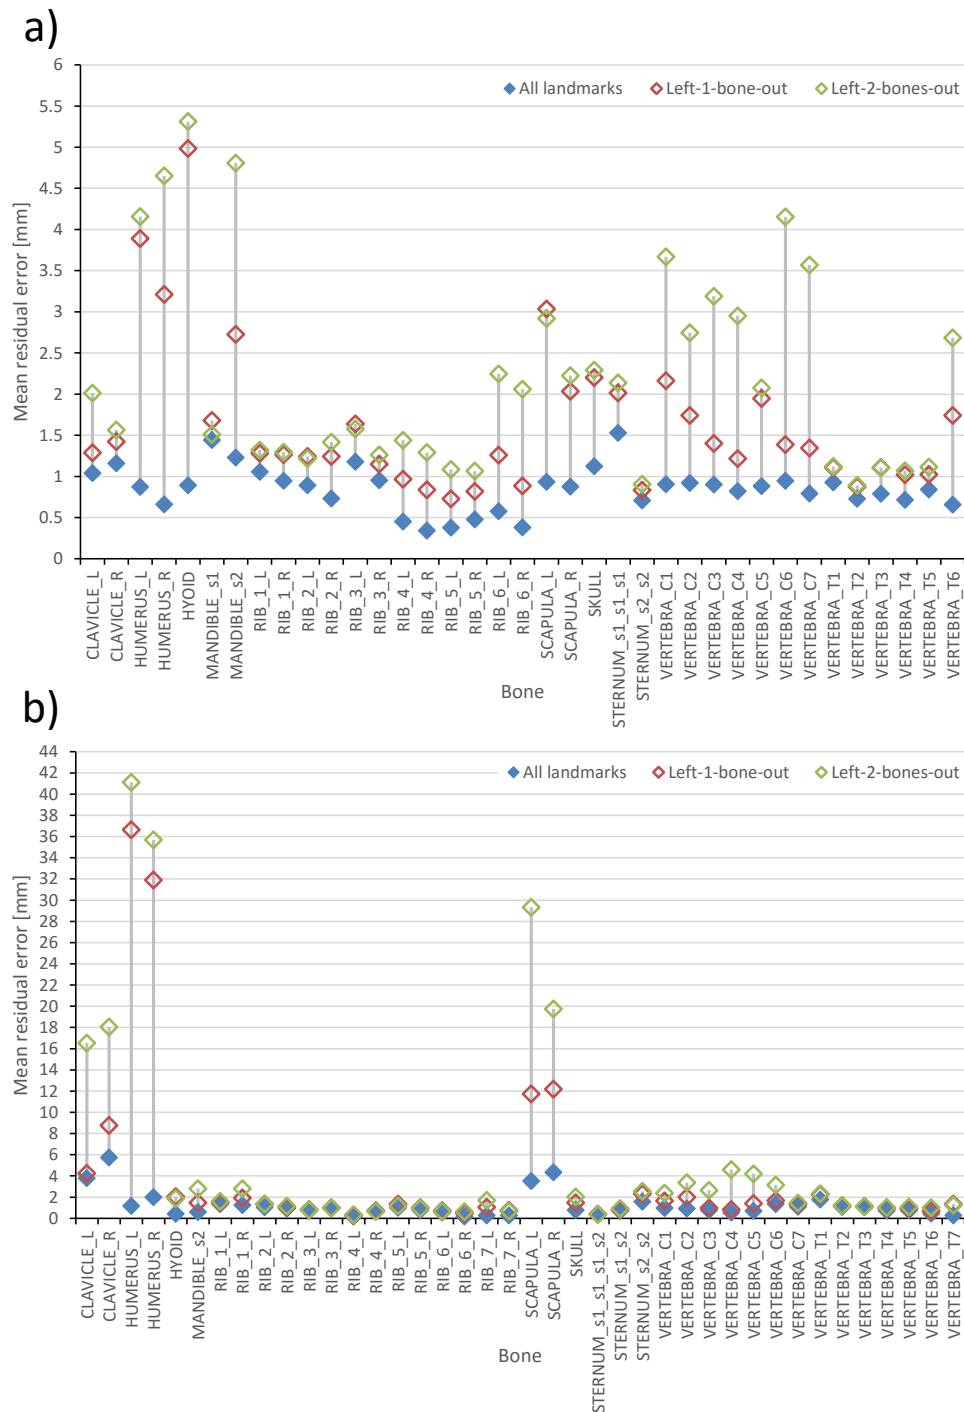 a)
6
5.5
5
4.5
4
3.5
3
2.5
2
1.5
1
0.5
0
Mean residual error [mm]
All landmarks
Left-1-bone-out
Left-2-bones-out
CLAVICLE_L
CLAVICLE_R
HUMERUS_L
HUMERUS_R
HYOID
MANDIBLE_s1
MANDIBLE_s2
RIB_1_L
RIB_1_R
RIB_2_L
RIB_2_R
RIB_3_L
RIB_3_R
RIB_4_L
RIB_4_R
RIB_5_L
RIB_5_R
RIB_6_L
RIB_6_R
SCAPULA_L
SCAPULA_R
SKULL
STERNUM_s1_s1_s1
STERNUM_s2_s2
VERTEBRA_C1
VERTEBRA_C2
VERTEBRA_C3
VERTEBRA_C4
VERTEBRA_C5
VERTEBRA_C6
VERTEBRA_C7
VERTEBRA_T1
VERTEBRA_T2
VERTEBRA_T3
VERTEBRA_T4
VERTEBRA_T5
VERTEBRA_T6
Bone
b)
44
42
40
38
36
34
32
30
28
26
24
22
20
18
16
14
12
10
8
6
4
2
0
Mean residual error [mm]
All landmarks
Left-1-bone-out
Left-2-bones-out
CLAVICLE_L
CLAVICLE_R
HUMERUS_L
HUMERUS_R
HYOID
MANDIBLE_s2
RIB_1_L
RIB_1_R
RIB_2_L
RIB_2_R
RIB_3_L
RIB_3_R
RIB_4_L
RIB_4_R
RIB_5_L
RIB_5_R
RIB_6_L
RIB_6_R
RIB_7_L
RIB_7_R
SCAPULA_L
SCAPULA_R
SKULL
STERNUM_s1_s1_s2
STERNUM_s1_s2
STERNUM_s2_s2
VERTEBRA_C1
VERTEBRA_C2
VERTEBRA_C3
VERTEBRA_C4
VERTEBRA_C5
VERTEBRA_C6
VERTEBRA_C7
VERTEBRA_T1
VERTEBRA_T2
VERTEBRA_T3
VERTEBRA_T4
VERTEBRA_T5
VERTEBRA_T6
VERTEBRA_T7
Bone